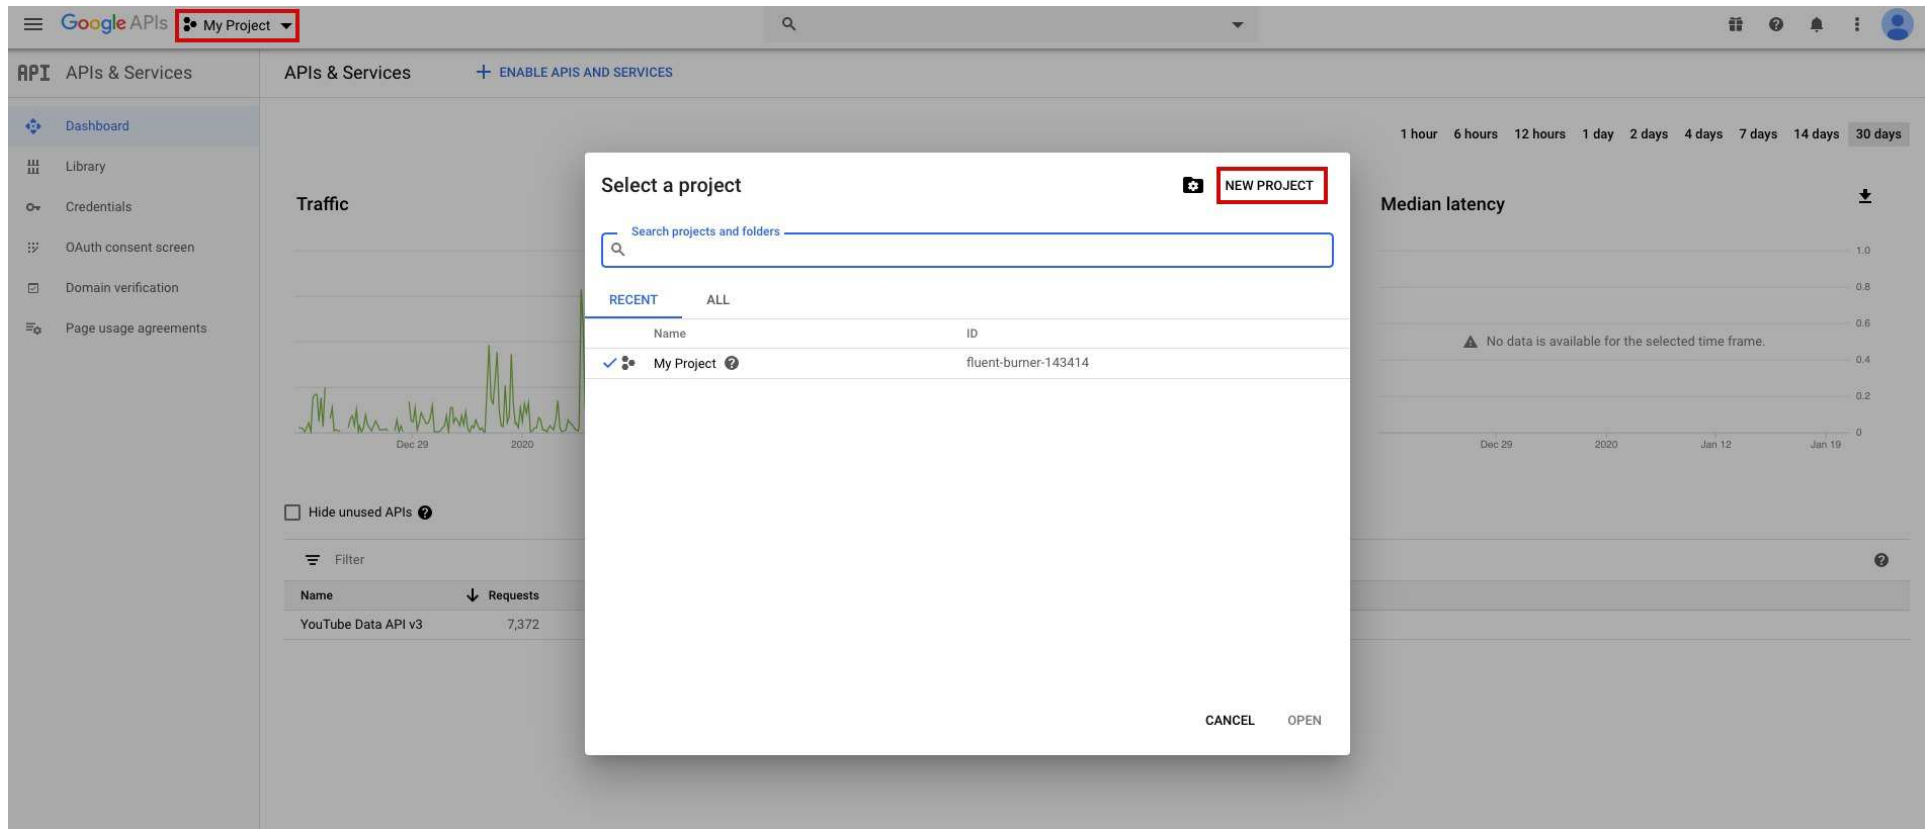 Google APIs My Project
API APIs & Services
APIs & Services + ENABLE APIS AND SERVICES
Dashboard
Library
Credentials
OAuth consent screen
Domain verification
Page usage agreements
1 hour 6 hours 12 hours 1 day 2 days 4 days 7 days 14 days 30 days
Traffic
Dec 29 2020
Select a project
NEW PROJECT
Search projects and folders
RECENT ALL
Name ID
My Project fluent-burner-143414
CANCEL OPEN
Median latency
1.0
0.8
0.6
No data is available for the selected time frame.
0.4
0.2
0
Dec 29 2020 Jan 12 Jan 19
Hide unused APIs
Filter
Name Requests
YouTube Data API v3 7,372